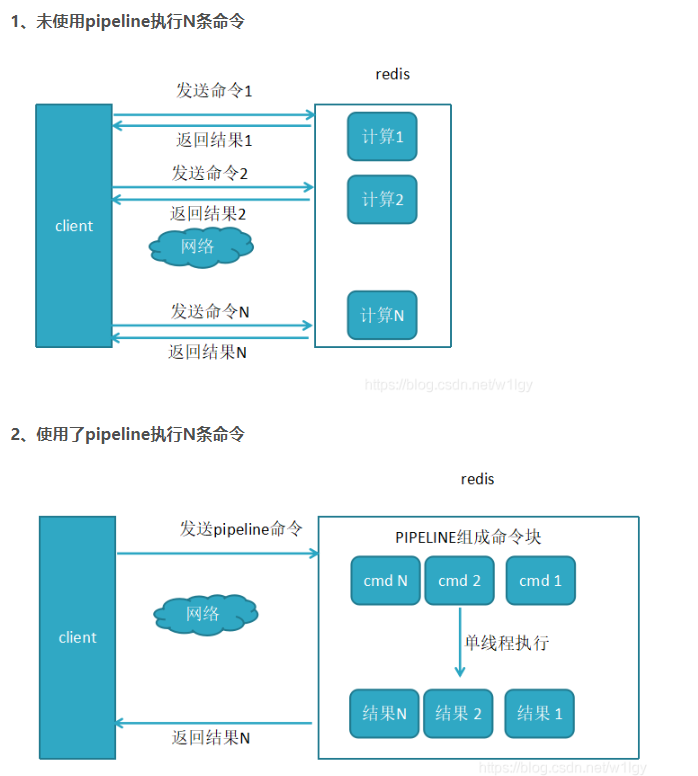 1、未使用pipeline执行N条命令
redis
发送命令1
返回结果1
计算1
发送命令2
返回结果2
计算2
client
网络
发送命令N
返回结果N
计算N
https://blog.csdn.net/w1lgy
2、使用了pipeline执行N条命令
redis
发送pipeline命令
PIPELINE组成命令块
cmd N
cmd 2
cmd 1
网络
client
单线程执行
结果N
结果 2
结果 1
返回结果N
https://blog.csdn.net/w1lgy